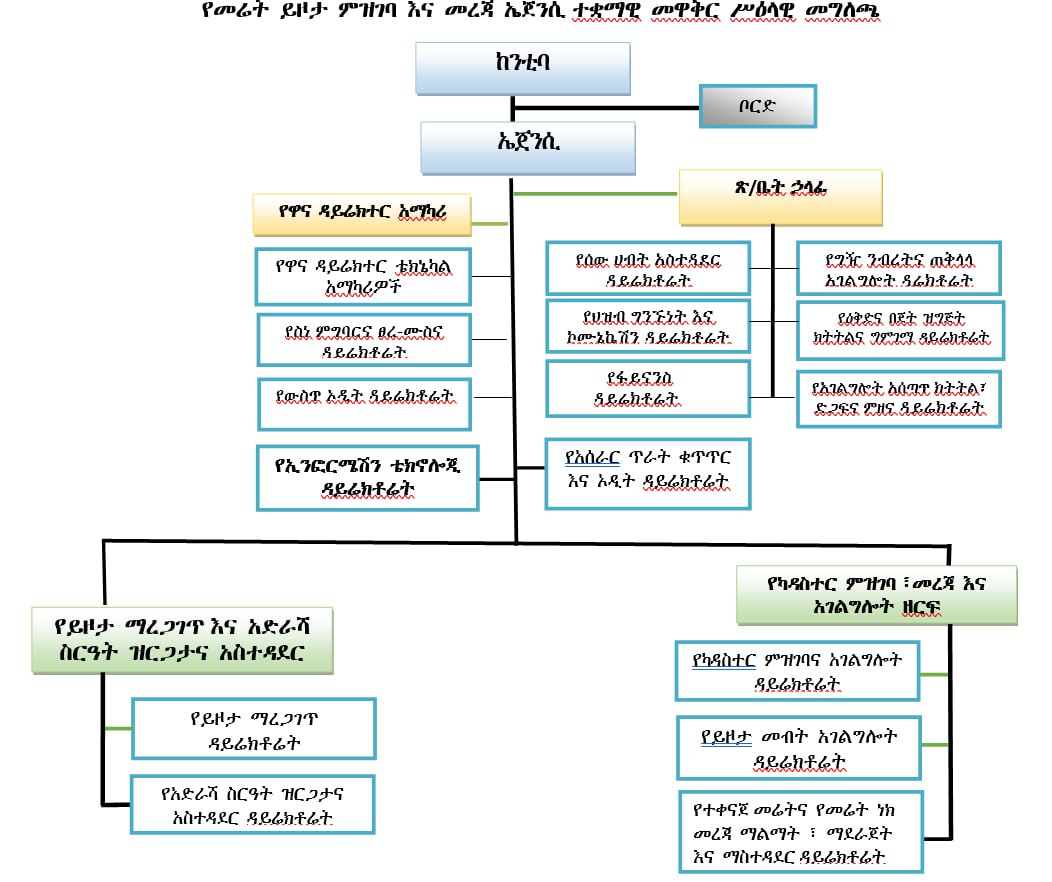 የመሬት ይዞታ ምዝገባ እና መረጃ ኤጀንሲ ተቋማዊ መዋቅር ሥዕላዊ መግለጫ
ከንቲባ
ቦርድ
ኤጀንሲ
ጽ/ቤት ኃላፊ
የዋና ዳይሬክተር አማካሪ
የዋና ዳይሬክተር ቴክኒካል
አማካሪዎች
የስነ ምግባርና ፀረ-ሙስና
ዳይሬክቶሬት
የውስጥ ኦዲት ዳይሬክቶሬት
የኢንፎርሜሽን ቴክኖሎጂ
ዳይሬክቶሬት
የሰው ሀብት አስተዳደር
ዳይሬክቶሬት
የህዝብ ግንኙነት እና
ኮሙኒኬሽን ዳይሬክቶሬት
የፋይናንስ
ዳይሬክቶሬት
የአሰራር ጥራት ቁጥጥር
እና ኦዲት ዳይሬክቶሬት
የግዥ ንብረትና ጠቅላላ
አገልግሎት ዳሬክቶሬት
የዕቅድና በጀት ዝግጅት
ክትትልና ግምገማ ዳይሬክቶሬት
የአገልግሎት አሰጣጥ ክትትል፣
ድጋፍና ምዘና ዳይሬክቶሬት
የይዞታ ማረጋገጥ እና አድራሻ
ስርዓት ዝርጋታና አስተዳደር
የይዞታ ማረጋገጥ
ዳይሬክቶሬት
የአድራሻ ስርዓት ዝርጋታና
አስተዳደር ዳይሬክቶሬት
የካዳስተር ምዝገባ ፣መረጃ እና
አገልግሎት ዘርፍ
የካዳስተር ምዝገባና አገልግሎት
ዳይሬክቶሬት
የይዞታ መብት አገልግሎት
ዳይሬክቶሬት
የተቀናጀ መሬትና የመሬት ነክ
መረጃ ማልማት ፣ ማደራጀት
እና ማስተዳደር ዳይሬክቶሬት